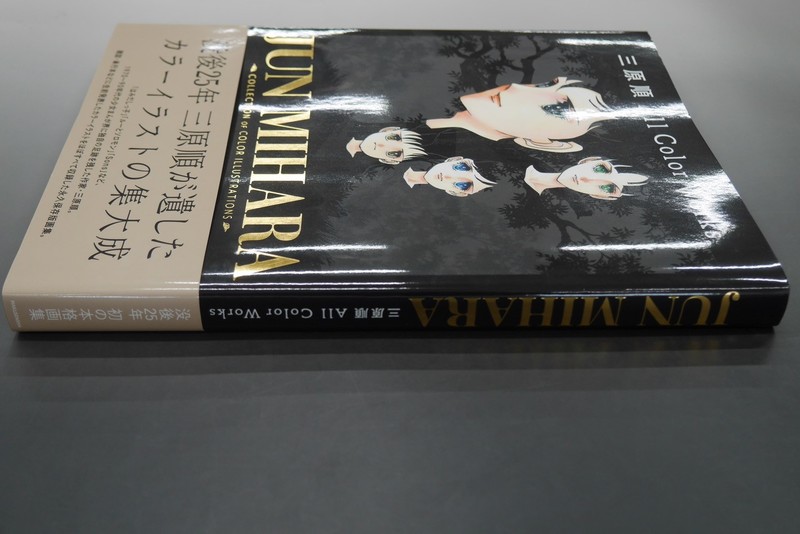 三原順 All Color Works
JUN MIHARA
COLLECTION OF COLOR ILLUSTRATIONS
没後25年 三原順が遺した
カラーイラストの集大成
JUN MIHARA
三原順 All Color Works
没後25年 初の本格画集